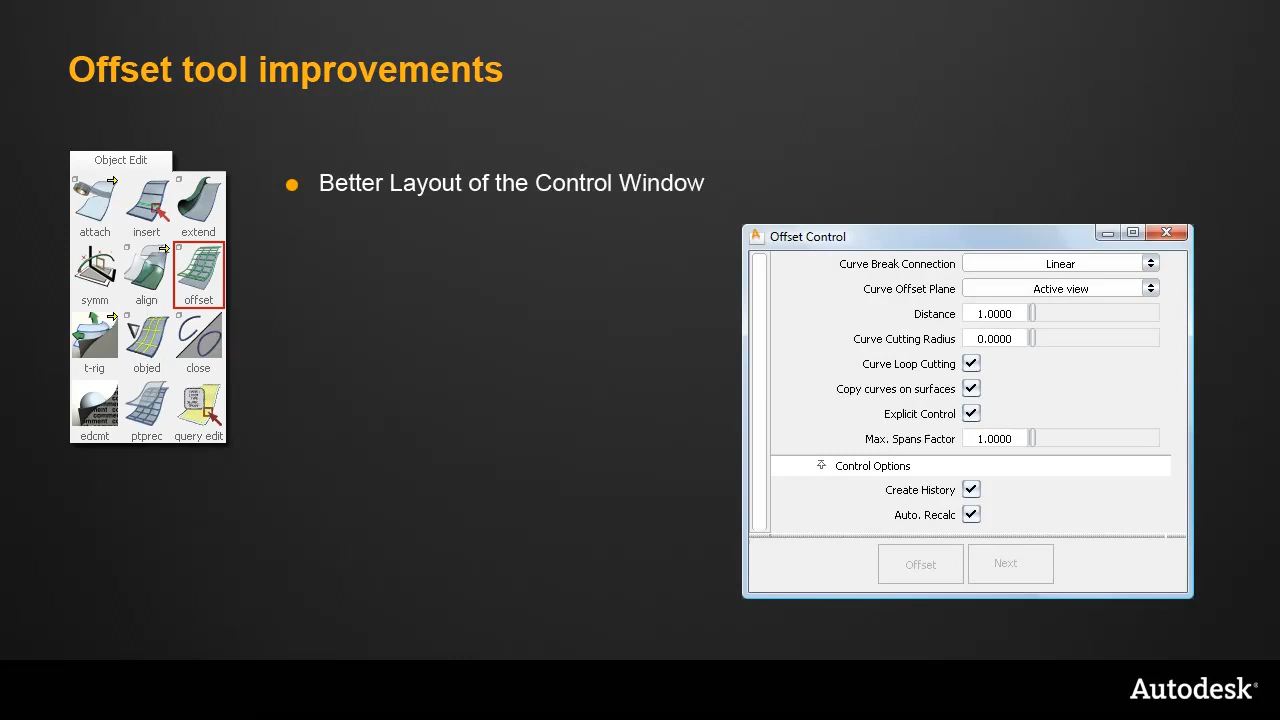 Offset tool improvements
Object Edit
attach insert extend
symm align offset
t-rig objed close
edcmt ptprec query edit
Better Layout of the Control Window
Offset Control
Curve Break Connection Linear
Curve Offset Plane Active view
Distance 1.0000
Curve Cutting Radius 0.0000
Curve Loop Cutting
Copy curves on surfaces
Explicit Control
Max. Spans Factor 1.0000
Control Options
Create History
Auto. Recalc
Offset Next
Autodesk